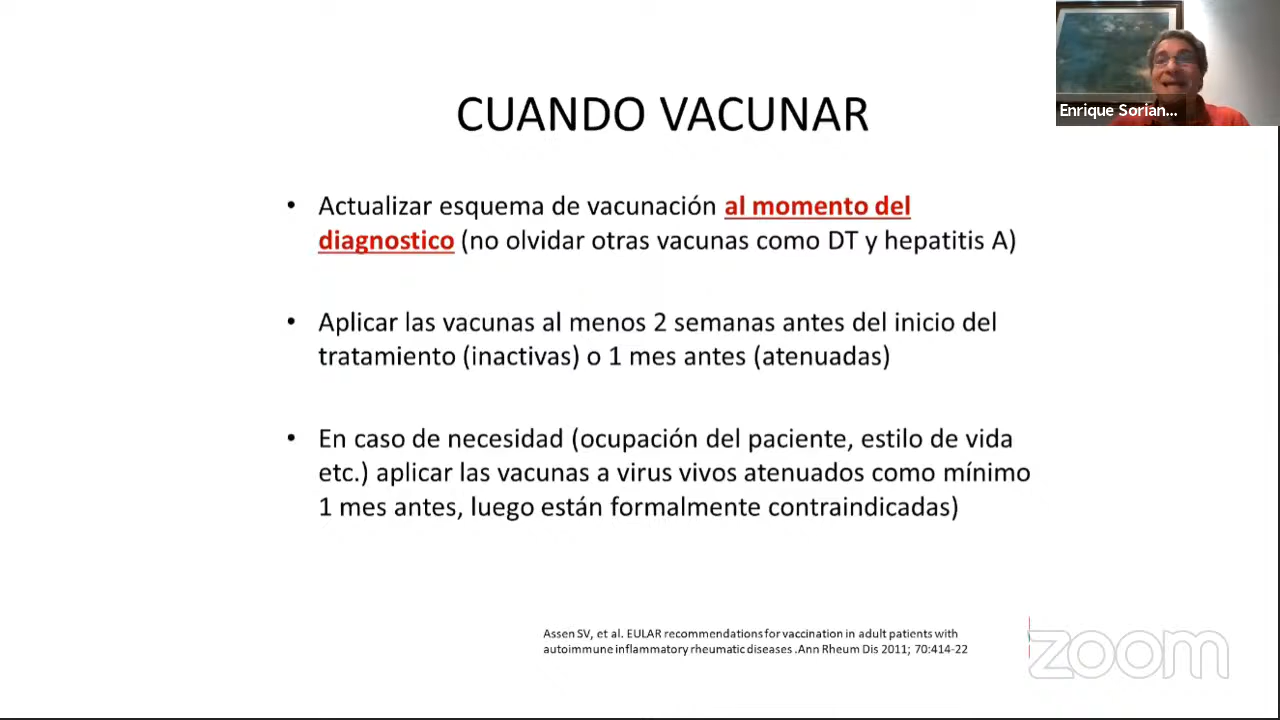 CUANDO VACUNAR
Enrique Sorian...
• Actualizar esquema de vacunación al momento del
diagnostico (no olvidar otras vacunas como DT y hepatitis A)
• Aplicar las vacunas al menos 2 semanas antes del inicio del
tratamiento (inactivas) o 1 mes antes (atenuadas)
• En caso de necesidad (ocupación del paciente, estilo de vida
etc.) aplicar las vacunas a virus vivos atenuados como mínimo
1 mes antes, luego están formalmente contraindicadas)
Assen SV, et al. EULAR recommendations for vaccination in adult patients with
autoimmune inflammatory rheumatic diseases .Ann Rheum Dis 2011; 70:414-22
zoom